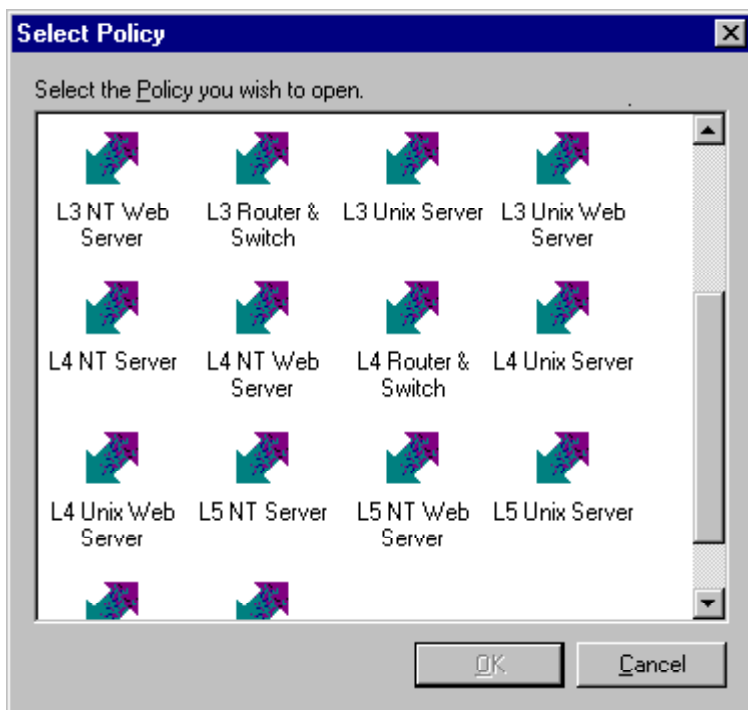 Select Policy
Select the Policy you wish to open.
L3 NT Web L3 Router & L3 Unix Server L3 Unix Web
Server Switch Server
L4 NT Server L4 NT Web L4 Router & L4 Unix Server
Server Switch
L4 Unix Web L5 NT Server L5 NT Web L5 Unix Server
Server Server
OK Cancel